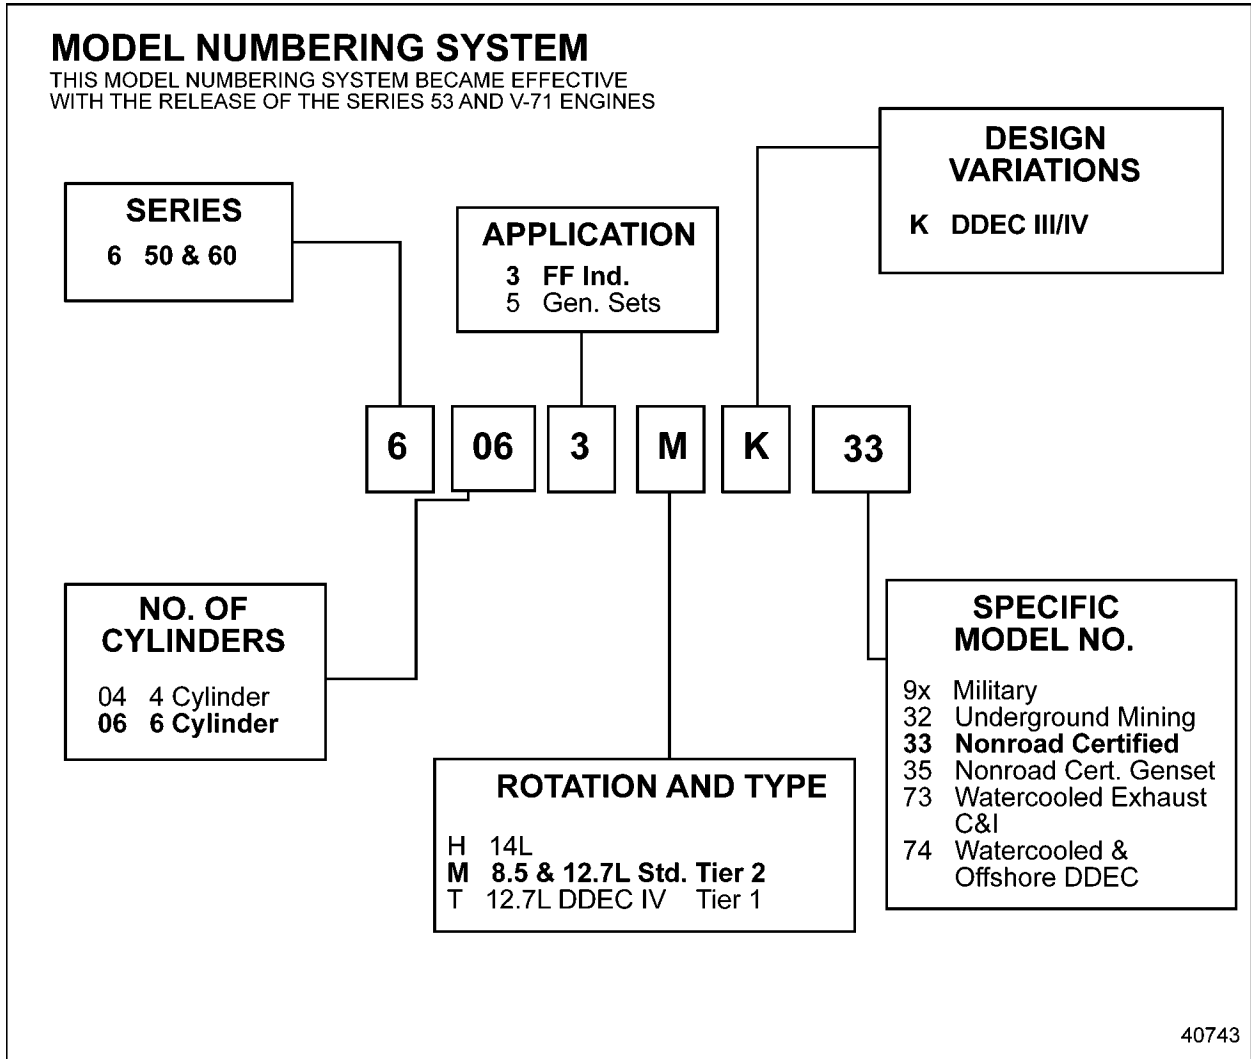 MODEL NUMBERING SYSTEM
THIS MODEL NUMBERING SYSTEM BECAME EFFECTIVE
WITH THE RELEASE OF THE SERIES 53 AND V-71 ENGINES
SERIES
6 50 & 60
APPLICATION
3 FF Ind.
5 Gen. Sets
DESIGN
VARIATIONS
K DDEC III/IV
6 06 3 M K 33
NO. OF
CYLINDERS
04 4 Cylinder
06 6 Cylinder
ROTATION AND TYPE
H 14L
M 8.5 & 12.7L Std. Tier 2
T 12.7L DDEC IV Tier 1
SPECIFIC
MODEL NO.
9x Military
32 Underground Mining
33 Nonroad Certified
35 Nonroad Cert. Genset
73 Watercooled Exhaust
C&I
74 Watercooled &
Offshore DDEC
40743